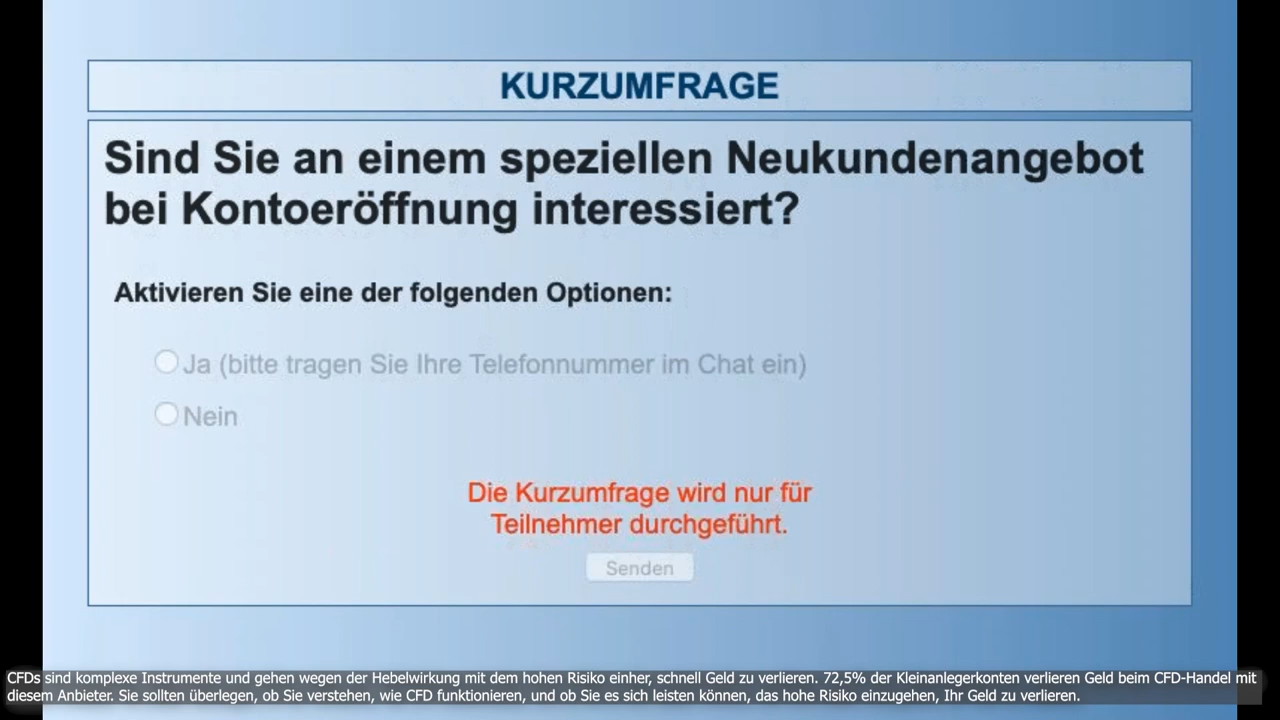 KURZUMFRAGE
Sind Sie an einem speziellen Neukundenangebot
bei Kontoeröffnung interessiert?
Aktivieren Sie eine der folgenden Optionen:
Ja (bitte tragen Sie Ihre Telefonnummer im Chat ein)
Nein
Die Kurzumfrage wird nur für
Teilnehmer durchgeführt.
Senden
CFDs sind komplexe Instrumente und gehen wegen der Hebelwirkung mit dem hohen Risiko einher, schnell Geld zu verlieren. 72,5% der Kleinanlegerkonten verlieren Geld beim CFD-Handel mit
diesem Anbieter. Sie sollten überlegen, ob Sie verstehen, wie CFD funktionieren, und ob Sie es sich leisten können, das hohe Risiko einzugehen, Ihr Geld zu verlieren.